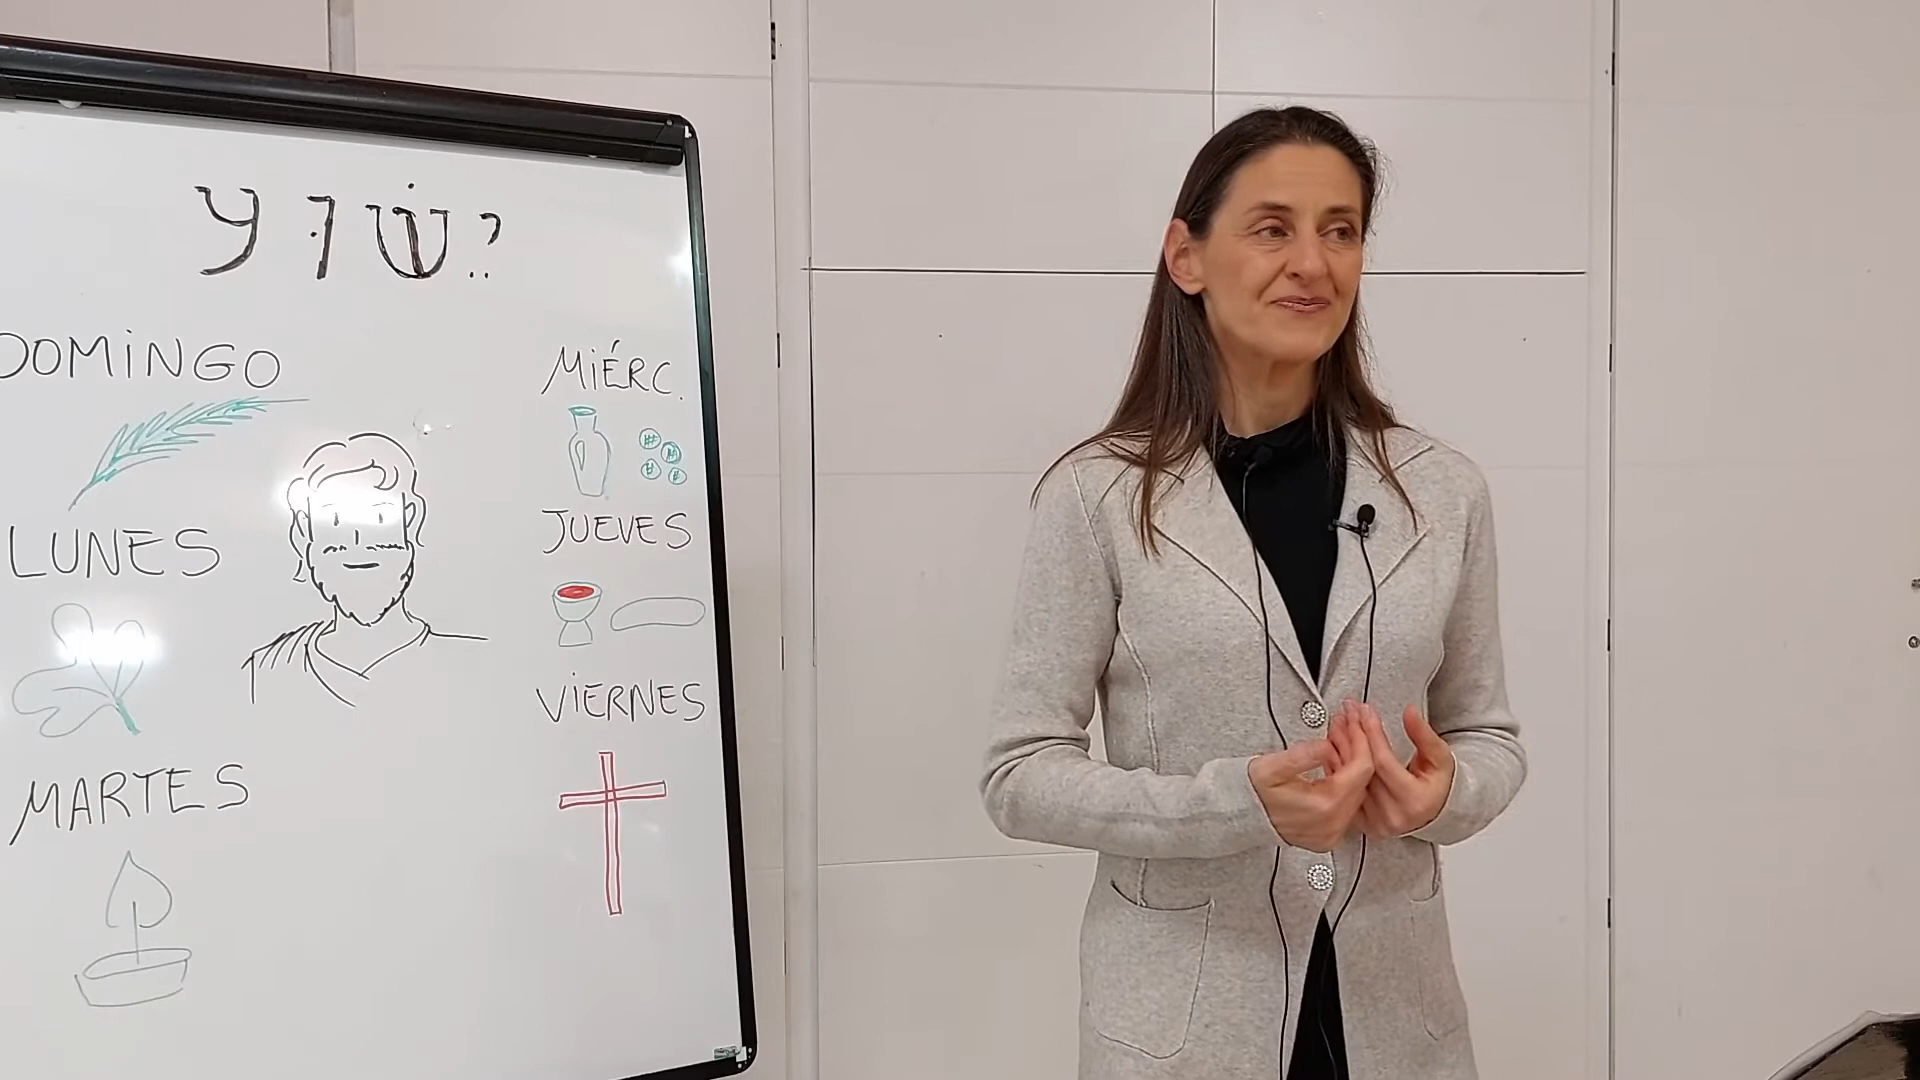 יֵשׁוּע
DOMINGO
LUNES
MARTES
MIÉRC.
JUEVES
VIERNES